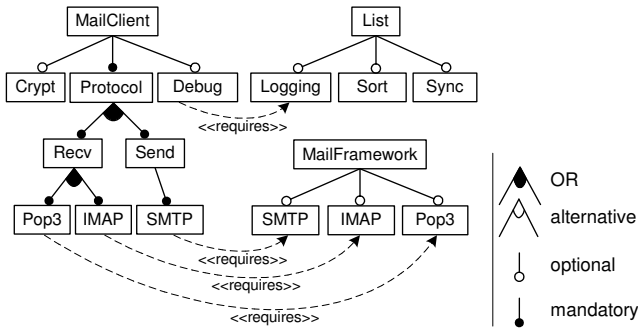 MailClient List
Crypt Protocol Debug Logging Sort Sync
<<requires>>
Recv Send MailFramework
OR
Pop3 IMAP SMTP SMTP IMAP Pop3
alternative
<<requires>>
optional
<<requires>>
<<requires>>
mandatory